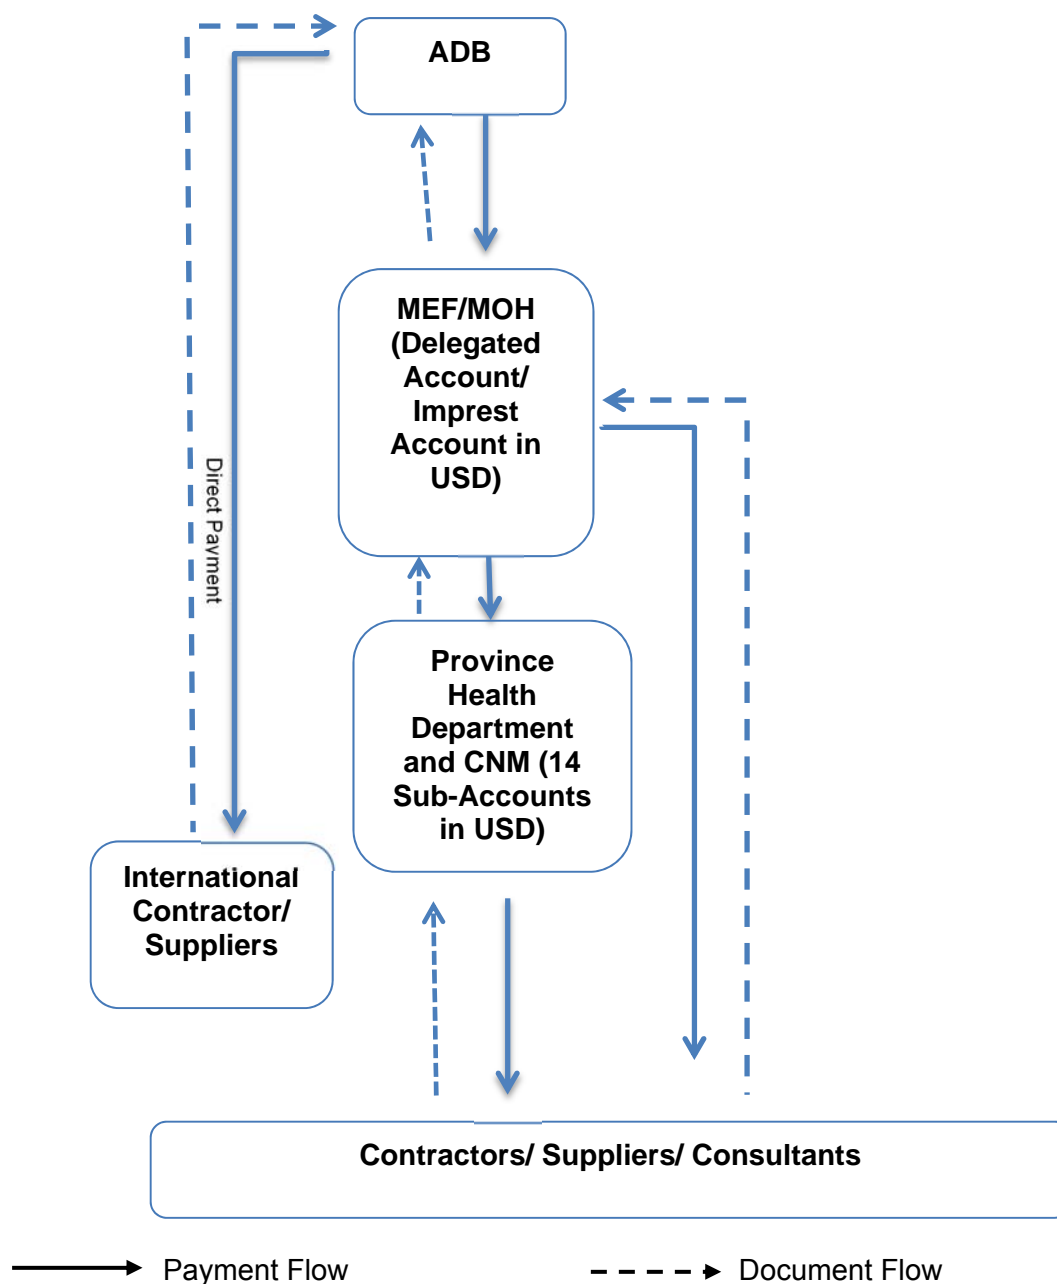 ADB
MEF/MOH
(Delegated
Account/
Imprest
Account in
USD)
Direct Payment
Province
Health
Department
and CNM (14
Sub-Accounts
in USD)
International
Contractor/
Suppliers
Contractors/ Suppliers/ Consultants
Payment Flow
Document Flow